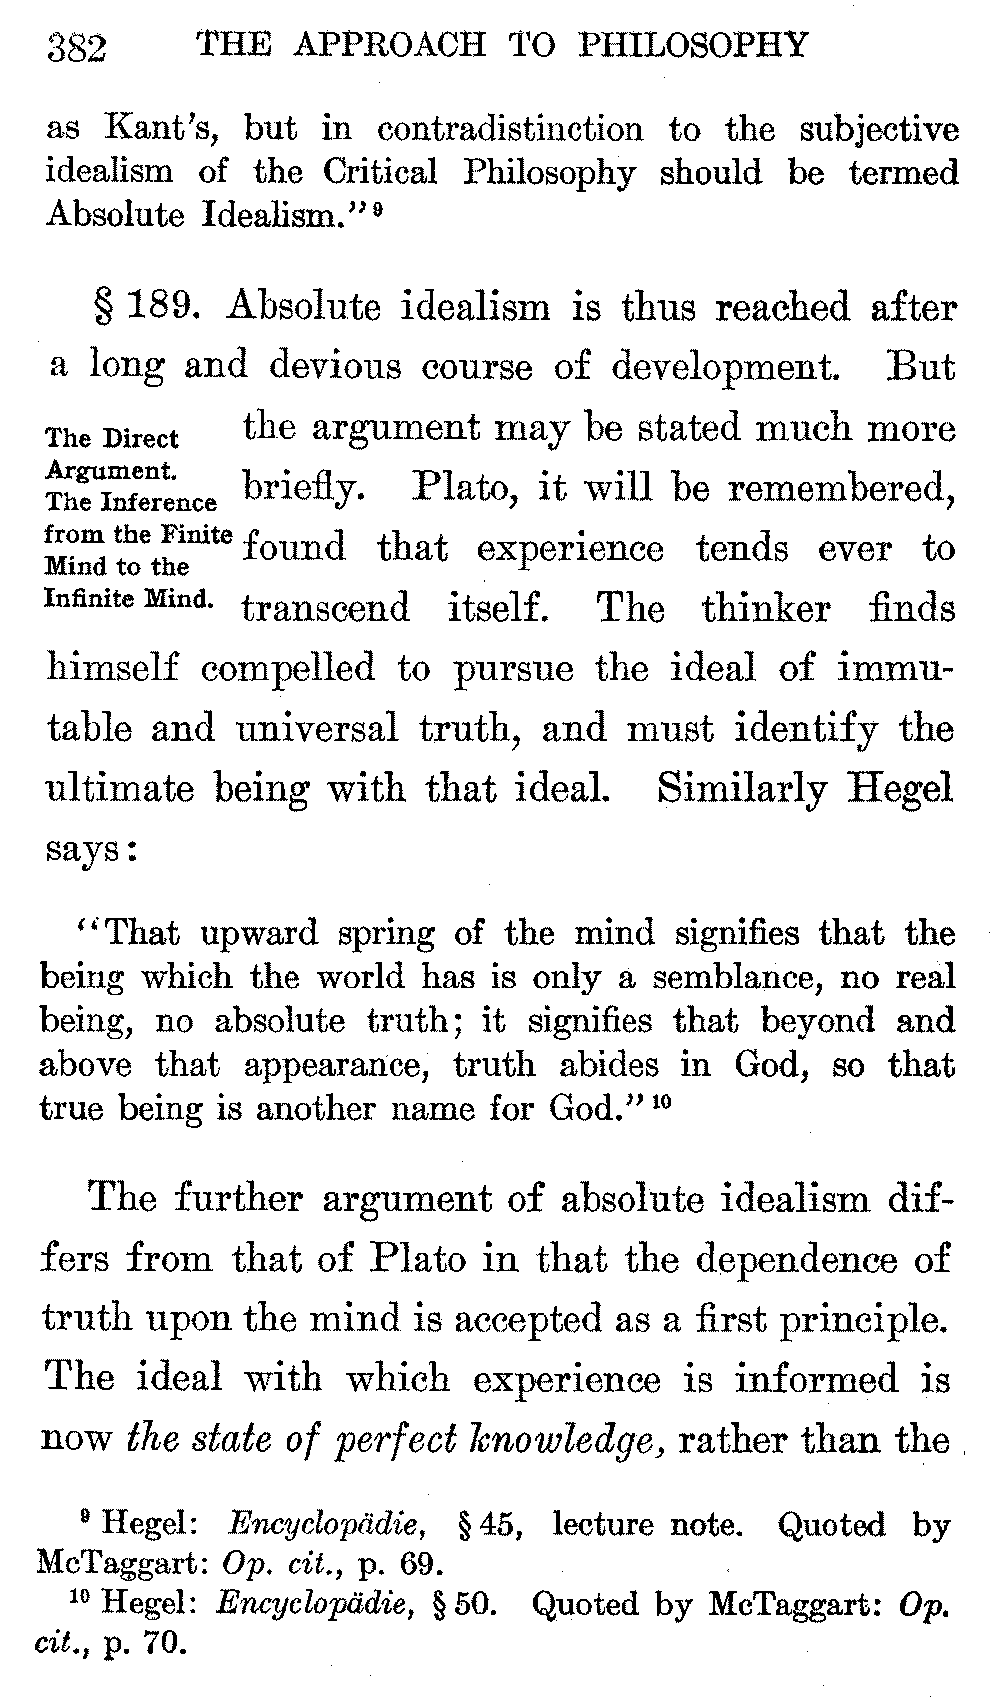 382 THE APPROACH TO PHILOSOPHY
as Kant's, but in contradistinction to the subjective
idealism of the Critical Philosophy should be termed
Absolute Idealism." 9
§ 189. Absolute idealism is thus reached after
a long and devious course of development. But
The Direct
Argument.
The Inference
from the Finite
Mind to the
Infinite Mind.
the argument may be stated much more
briefly. Plato, it will be remembered,
found that experience tends ever to
transcend itself. The thinker finds
himself compelled to pursue the ideal of immu-
table and universal truth, and must identify the
ultimate being with that ideal. Similarly Hegel
says:
"That upward spring of the mind signifies that the
being which the world has is only a semblance, no real
being, no absolute truth; it signifies that beyond and
above that appearance, truth abides in God, so that
true being is another name for God." 10
The further argument of absolute idealism dif-
fers from that of Plato in that the dependence of
truth upon the mind is accepted as a first principle.
The ideal with which experience is informed is
now the state of perfect knowledge, rather than the
9 Hegel: Encyclopädie, § 45, lecture note. Quoted by
McTaggart: Op. cit., p. 69.
10 Hegel: Encyclopädie, § 50. Quoted by McTaggart: Op.
cit., p. 70.